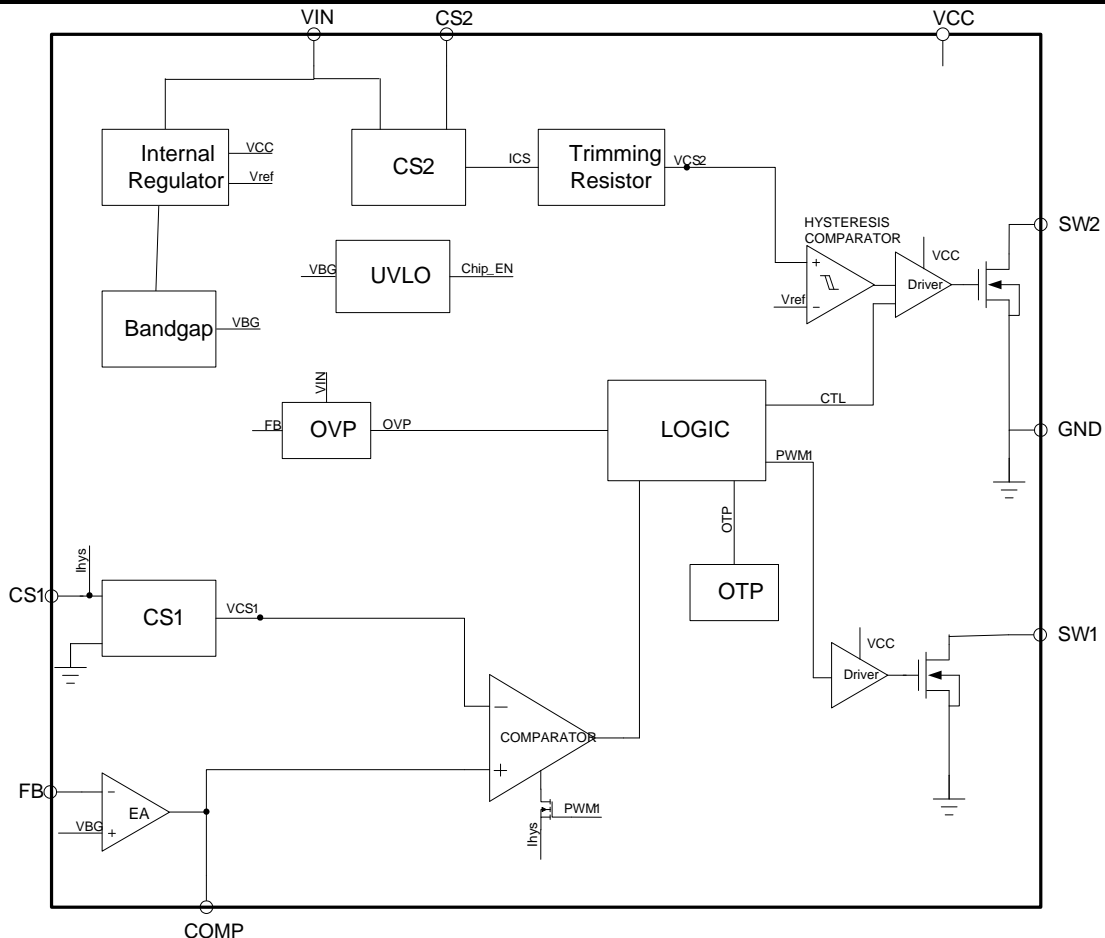 VIN
CS2
VCC
Internal
Regulator
VCC
Vref
CS2
ICS
Trimming
Resistor
VCS2
HYSTERESIS
COMPARATOR
SW2
VBG
UVLO
Chip_EN
+
Vref
−
VCC
Driver
Bandgap
VBG
VIN
FB
OVP
OVP
LOGIC
CTL
PWM1
GND
OTP
OTP
Ihys
CS1
CS1
VCS1
SW1
VCC
Driver
−
COMPARATOR
+
FB
−
EA
VBG
+
PWM1
Ihys
COMP